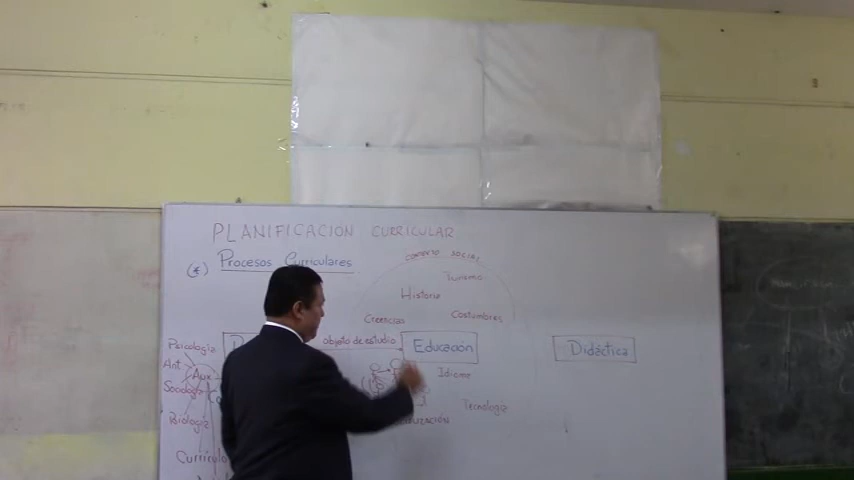 PLANIFICACIÓN CURRICULAR
(*) Procesos Curriculares
CONTEXTO SOCIAL
Turismo
Historia
Creencias
Costumbres
Psicología
objeto de estudio
Educación
Didáctica
Ant.
Sociología
Idioma
Tecnología
Biología
Currículo